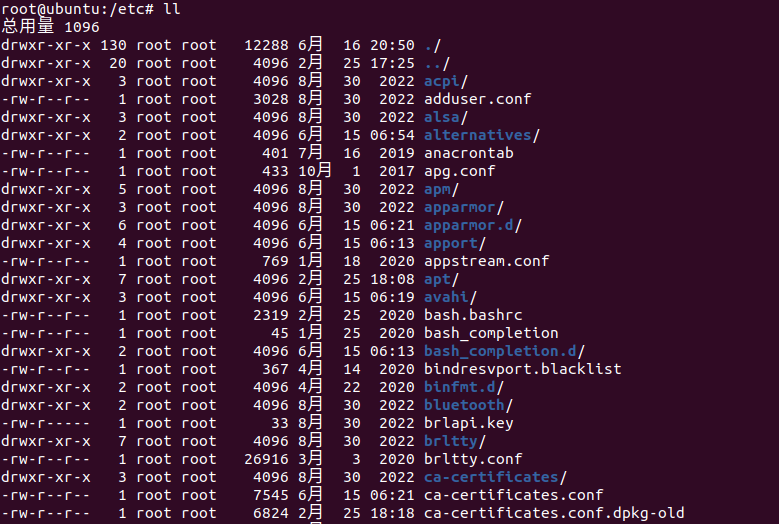 root@ubuntu:/etc# ll
总用量 1096
drwxr-xr-x 130 root root   12288 6月   16 20:50 ./
drwxr-xr-x  20 root root    4096 2月   25 17:25 ../
drwxr-xr-x   3 root root    4096 8月   30  2022 acpi/
-rw-r--r--   1 root root    3028 8月   30  2022 adduser.conf
drwxr-xr-x   3 root root    4096 8月   30  2022 alsa/
drwxr-xr-x   2 root root    4096 6月   15 06:54 alternatives/
-rw-r--r--   1 root root     401 7月   16  2019 anacrontab
-rw-r--r--   1 root root     433 10月   1  2017 apg.conf
drwxr-xr-x   5 root root    4096 8月   30  2022 apm/
drwxr-xr-x   3 root root    4096 8月   30  2022 apparmor/
drwxr-xr-x   6 root root    4096 6月   15 06:21 apparmor.d/
drwxr-xr-x   4 root root    4096 6月   15 06:13 apport/
-rw-r--r--   1 root root     769 1月   18  2020 appstream.conf
drwxr-xr-x   7 root root    4096 2月   25 18:08 apt/
drwxr-xr-x   3 root root    4096 6月   15 06:19 avahi/
-rw-r--r--   1 root root    2319 2月   25  2020 bash.bashrc
-rw-r--r--   1 root root      45 1月   25  2020 bash_completion
drwxr-xr-x   2 root root    4096 6月   15 06:13 bash_completion.d/
-rw-r--r--   1 root root     367 4月   14  2020 bindresvport.blacklist
drwxr-xr-x   2 root root    4096 4月   22  2020 binfmt.d/
drwxr-xr-x   2 root root    4096 8月   30  2022 bluetooth/
-rw-r-----   1 root root      33 8月   30  2022 brlapi.key
drwxr-xr-x   7 root root    4096 8月   30  2022 brltty/
-rw-r--r--   1 root root   26916 3月    3  2020 brltty.conf
drwxr-xr-x   3 root root    4096 8月   30  2022 ca-certificates/
-rw-r--r--   1 root root    7545 6月   15 06:21 ca-certificates.conf
-rw-r--r--   1 root root    6824 2月   25 18:18 ca-certificates.conf.dpkg-old